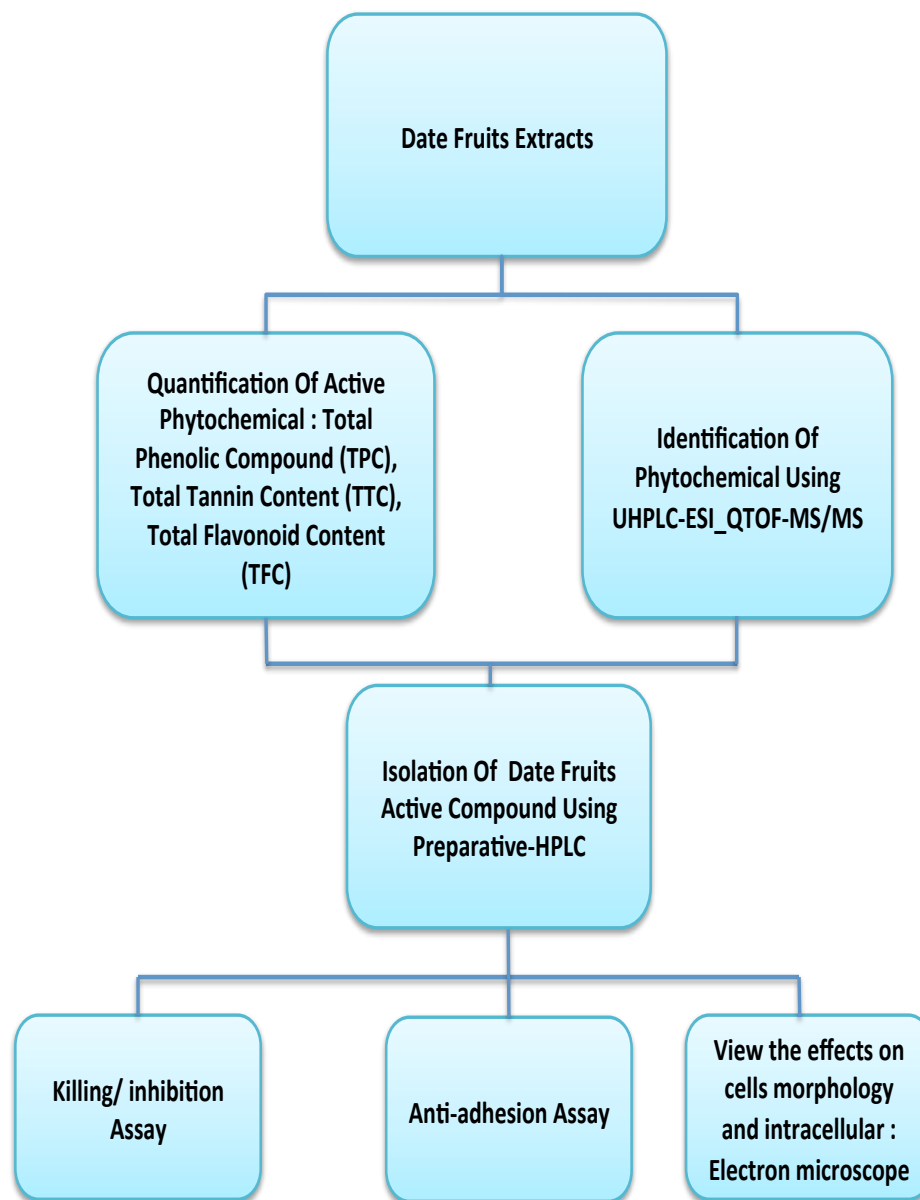 Date Fruits Extracts
Quantification Of Active
Phytochemical : Total
Phenolic Compound (TPC),
Total Tannin Content (TTC),
Total Flavonoid Content
(TFC)
Identification Of
Phytochemical Using
UHPLC-ESI_QTOF-MS/MS
Isolation Of  Date Fruits
Active Compound Using
Preparative-HPLC
Killing/ inhibition
Assay
Anti-adhesion Assay
View the effects on
cells morphology
and intracellular :
Electron microscope